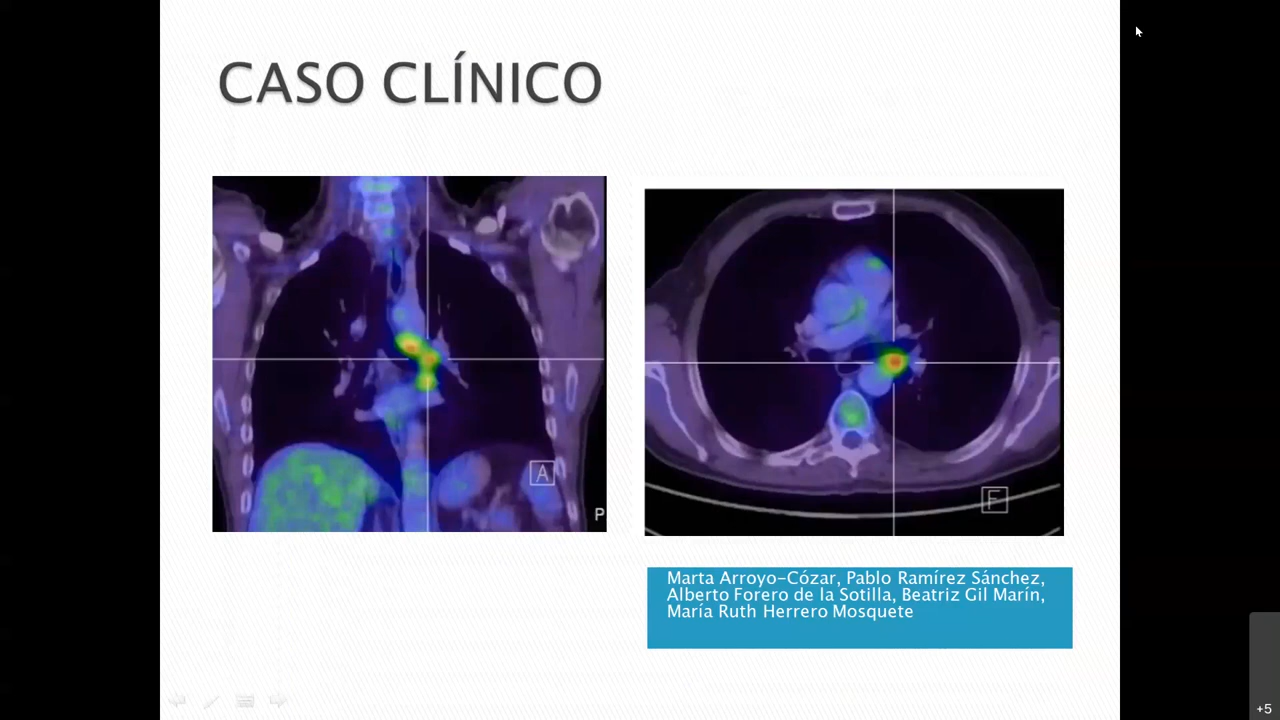 CASO CLÍNICO
A
P
F
Marta Arroyo-Cózar, Pablo Ramírez Sánchez,
Alberto Forero de la Sotilla, Beatriz Gil Marín,
María Ruth Herrero Mosquete
+5